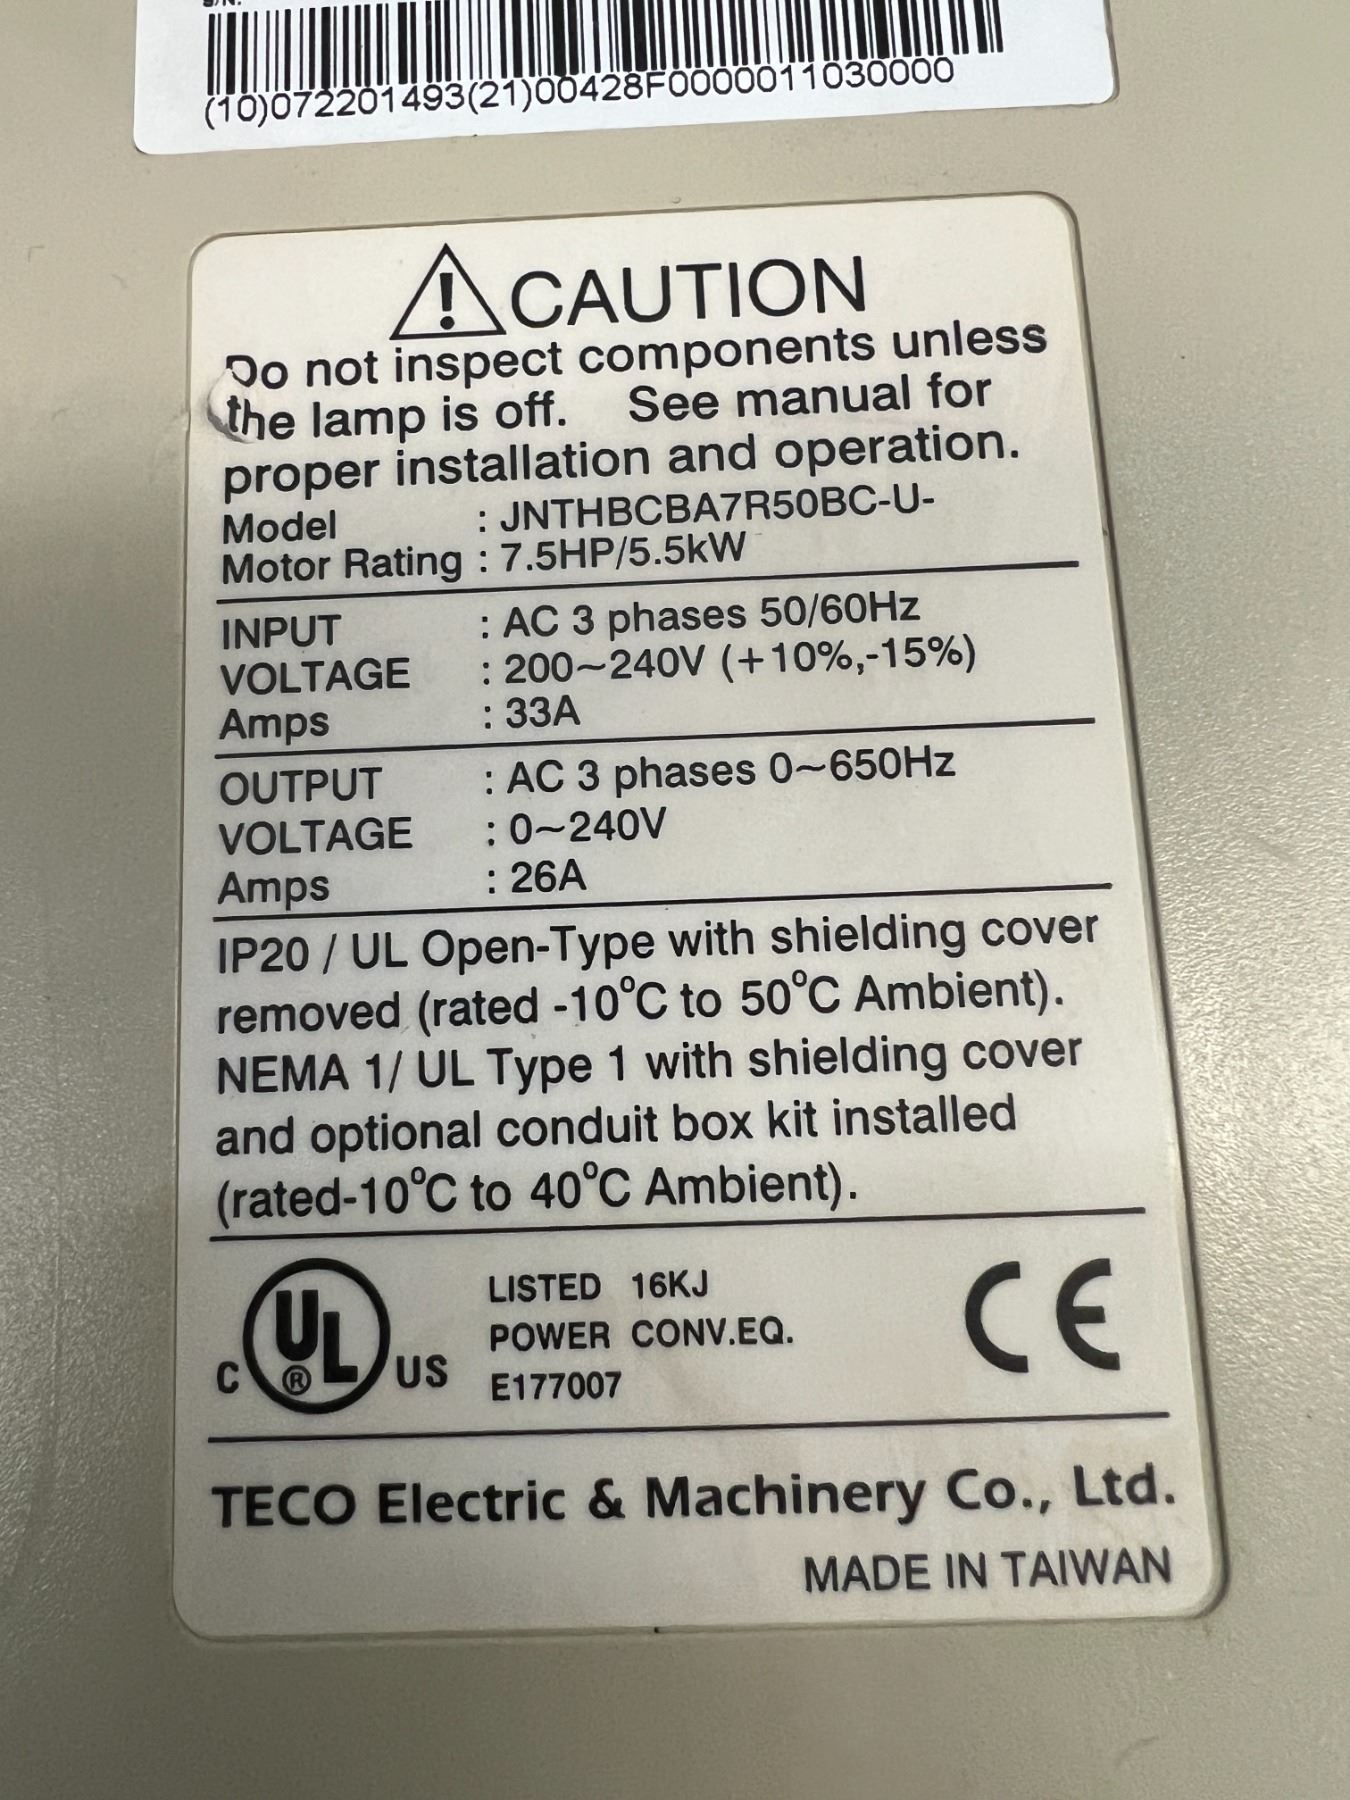 S/N:
(10)072201493(21)00428F0000011030000
CAUTION
Do not inspect components unless
the lamp is off. See manual for
proper installation and operation.
Model : JNTHBCBA7R50BC-U-
Motor Rating : 7.5HP/5.5kW
INPUT : AC 3 phases 50/60Hz
VOLTAGE : 200~240V (+10%,-15%)
Amps : 33A
OUTPUT : AC 3 phases 0~650Hz
VOLTAGE : 0~240V
Amps : 26A
IP20 / UL Open-Type with shielding cover
removed (rated -10°C to 50°C Ambient).
NEMA 1/ UL Type 1 with shielding cover
and optional conduit box kit installed
(rated-10°C to 40°C Ambient).
C UL ® US LISTED 16KJ
POWER CONV.EQ.
E177007
CE
TECO Electric & Machinery Co., Ltd.
MADE IN TAIWAN